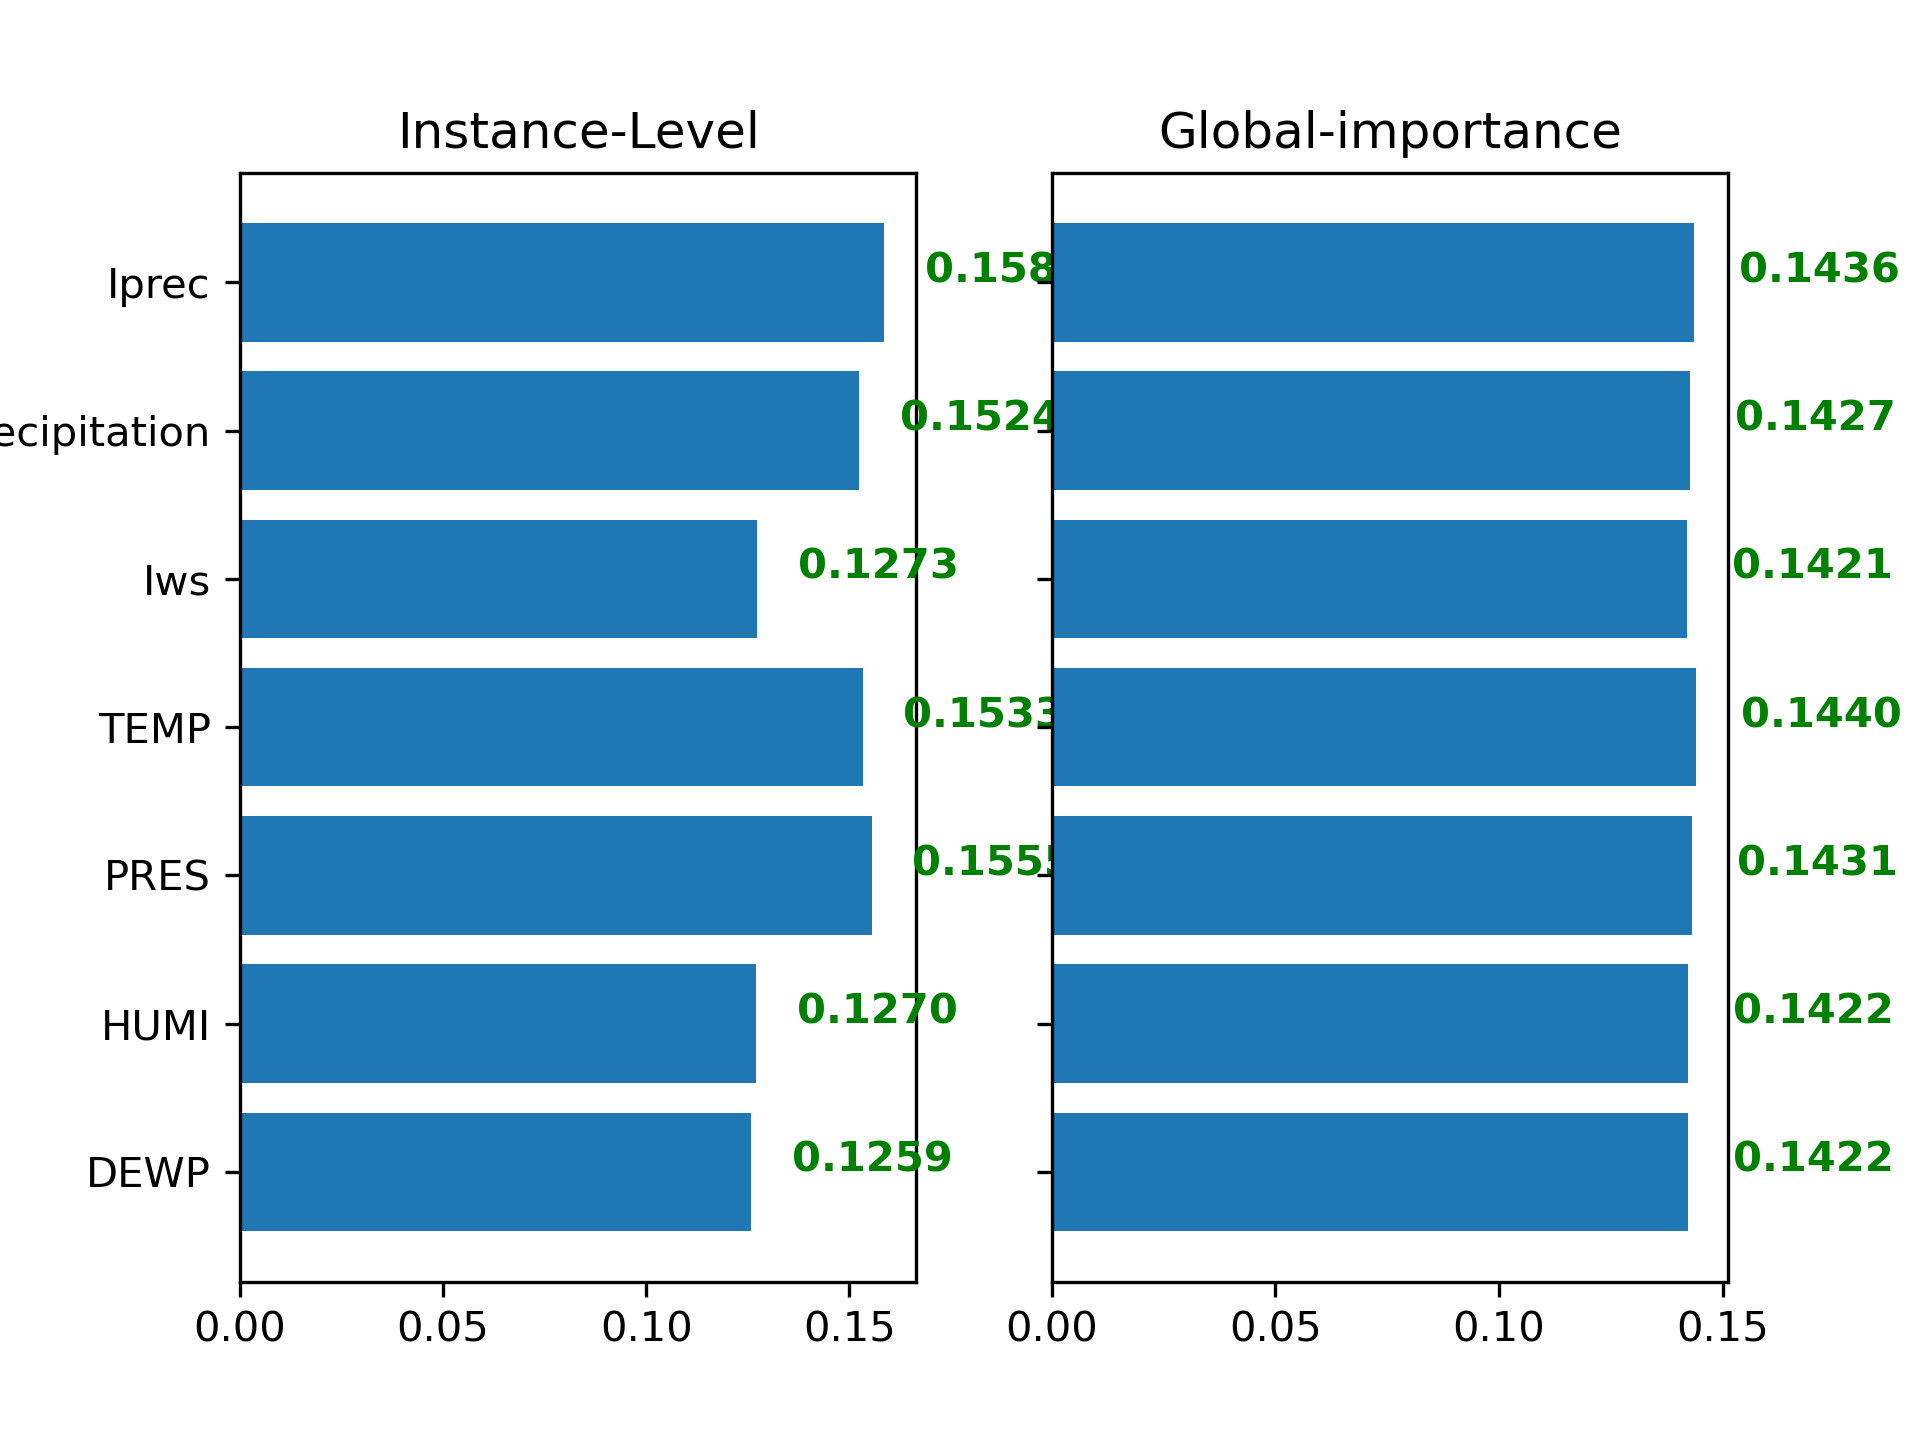 Instance-Level Global-importance
Iprec 0.158 0.1436
ecipitation 0.1524 0.1427
Iws 0.1273 0.1421
TEMP 0.1533 0.1440
PRES 0.1555 0.1431
HUMI 0.1270 0.1422
DEWP 0.1259 0.1422
0.00 0.05 0.10 0.15 0.00 0.05 0.10 0.15